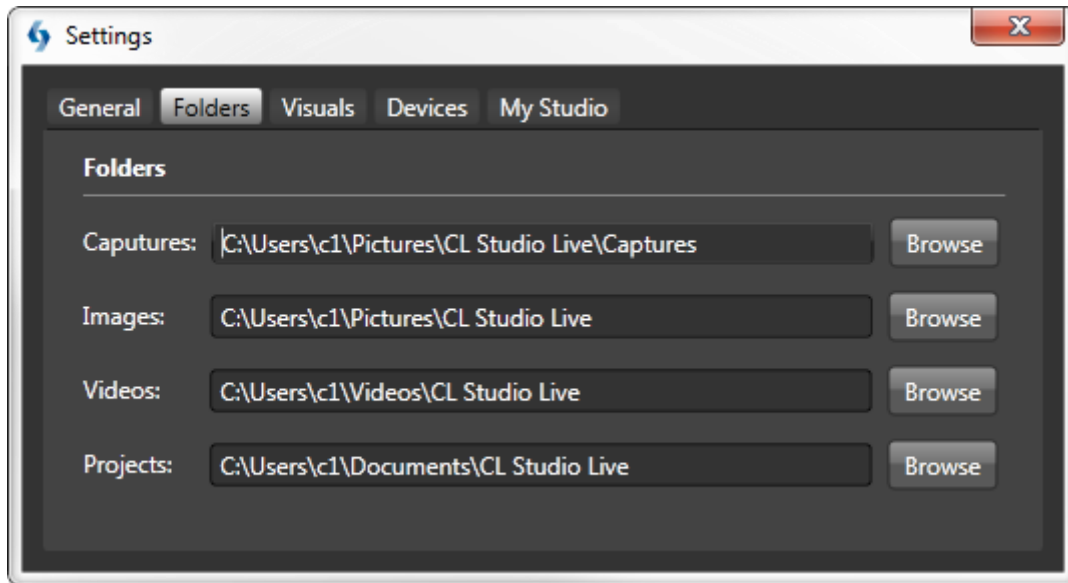 Settings
General Folders Visuals Devices My Studio
Folders
Caputures: C:\Users\c1\Pictures\CL Studio Live\Captures Browse
Images: C:\Users\c1\Pictures\CL Studio Live Browse
Videos: C:\Users\c1\Videos\CL Studio Live Browse
Projects: C:\Users\c1\Documents\CL Studio Live Browse